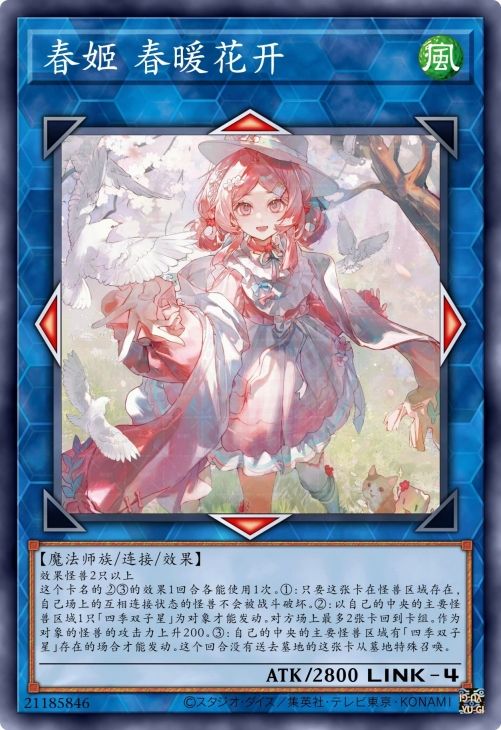 春姬 春暖花开
風
【魔法师族/连接/效果】
效果怪兽2只以上
这个卡名的②③的效果1回合各能使用1次。①:只要这张卡在怪兽区域存在,
自己场上的互相连接状态的怪兽不会被战斗破坏。②:以自己的中央的主要怪
兽区域1只「四季双子星」为对象才能发动。对方场上最多2张卡回到卡组。作为
对象的怪兽的攻击力上升200。③:自己的中央的主要怪兽区域有「四季双子
星」存在的场合才能发动。这个回合没有送去墓地的这张卡从墓地特殊召唤。
ATK/2800 LINK-4
21185846 ©スタジオ・ダイス/集英社・テレビ東京・KONAMI